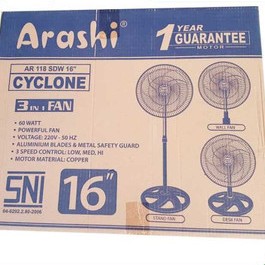 Arashi
1 YEAR
GUARANTEE
MOTOR
AR 118 SDW 16"
CYCLONE
3 IN 1 FAN
• 60 WATT
• POWERFUL FAN
• VOLTAGE: 220V - 50 HZ
• ALUMINIUM BLADES & METAL SAFETY GUARD
• 3 SPEED CONTROL: LOW, MED, HI
• MOTOR MATERIAL: COPPER
WALL FAN
SNI
16"
STAND FAN
DESK FAN